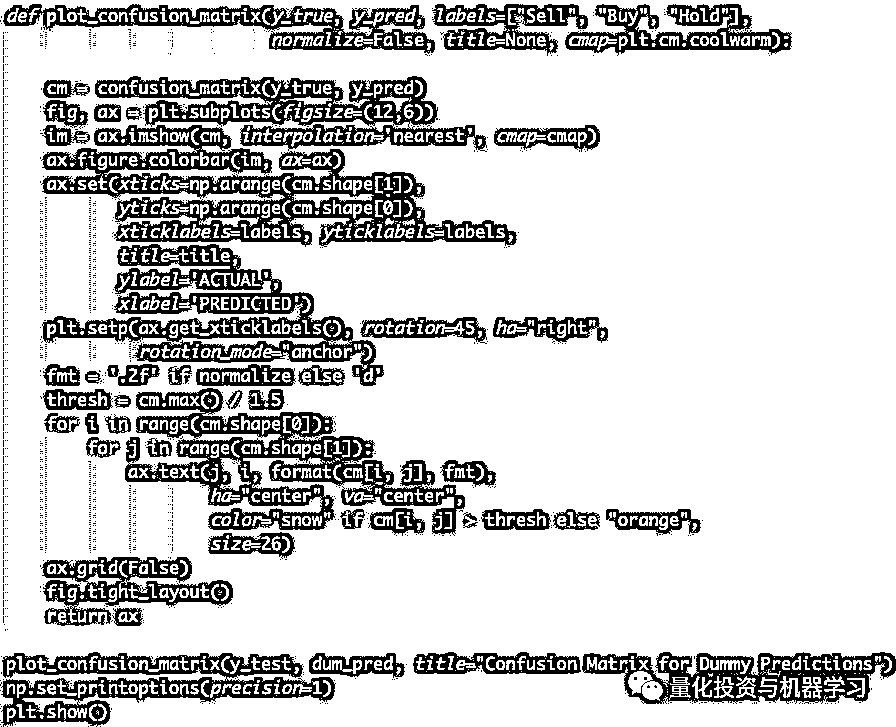 def plot_confusion_matrix(y_true, y_pred, labels=["Sell", "Buy", "Hold"],
                          normalize=False, title=None, cmap=plt.cm.coolwarm):

    cm = confusion_matrix(y_true, y_pred)
    fig, ax = plt.subplots(figsize=(12,6))
    im = ax.imshow(cm, interpolation='nearest', cmap=cmap)
    ax.figure.colorbar(im, ax=ax)
    ax.set(xticks=np.arange(cm.shape[1]),
           yticks=np.arange(cm.shape[0]),
           xticklabels=labels, yticklabels=labels,
           title=title,
           ylabel='ACTUAL',
           xlabel='PREDICTED')
    plt.setp(ax.get_xticklabels(), rotation=45, ha="right",
             rotation_mode="anchor")
    fmt = '.2f' if normalize else 'd'
    thresh = cm.max() // 1.5
    for i in range(cm.shape[0]):
        for j in range(cm.shape[1]):
            ax.text(j, i, format(cm[i, j], fmt),
                    ha="center", va="center",
                    color="snow" if cm[i, j] > thresh else "orange",
                    size=26)
    ax.grid(False)
    fig.tight_layout()
    return ax

plot_confusion_matrix(y_test, dum_pred, title="Confusion Matrix for Dummy Predictions")
np.set_printoptions(precision=1)
量化投资与机器学习
plt.show()